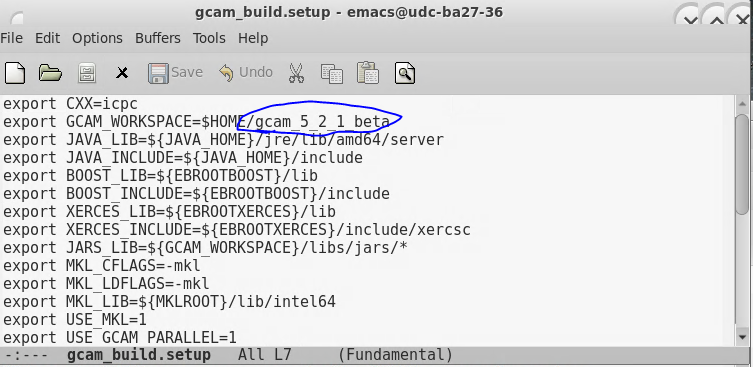 gcam_build.setup - emacs@udc-ba27-36
File Edit Options Buffers Tools Help
Save Undo
export CXX=icpc
export GCAM_WORKSPACE=$HOME/gcam_5_2_1_beta
export JAVA_LIB=${JAVA_HOME}/jre/lib/amd64/server
export JAVA_INCLUDE=${JAVA_HOME}/include
export BOOST_LIB=${EBROOTBOOST}/lib
export BOOST_INCLUDE=${EBROOTBOOST}/include
export XERCES_LIB=${EBROOTXERCES}/lib
export XERCES_INCLUDE=${EBROOTXERCES}/include/xercsc
export JARS_LIB=${GCAM_WORKSPACE}/libs/jars/*
export MKL_CFLAGS=-mkl
export MKL_LDFLAGS=-mkl
export MKL_LIB=${MKLROOT}/lib/intel64
export USE_MKL=1
export USE_GCAM_PARALLEL=1
-:--- gcam_build.setup All L7 (Fundamental)